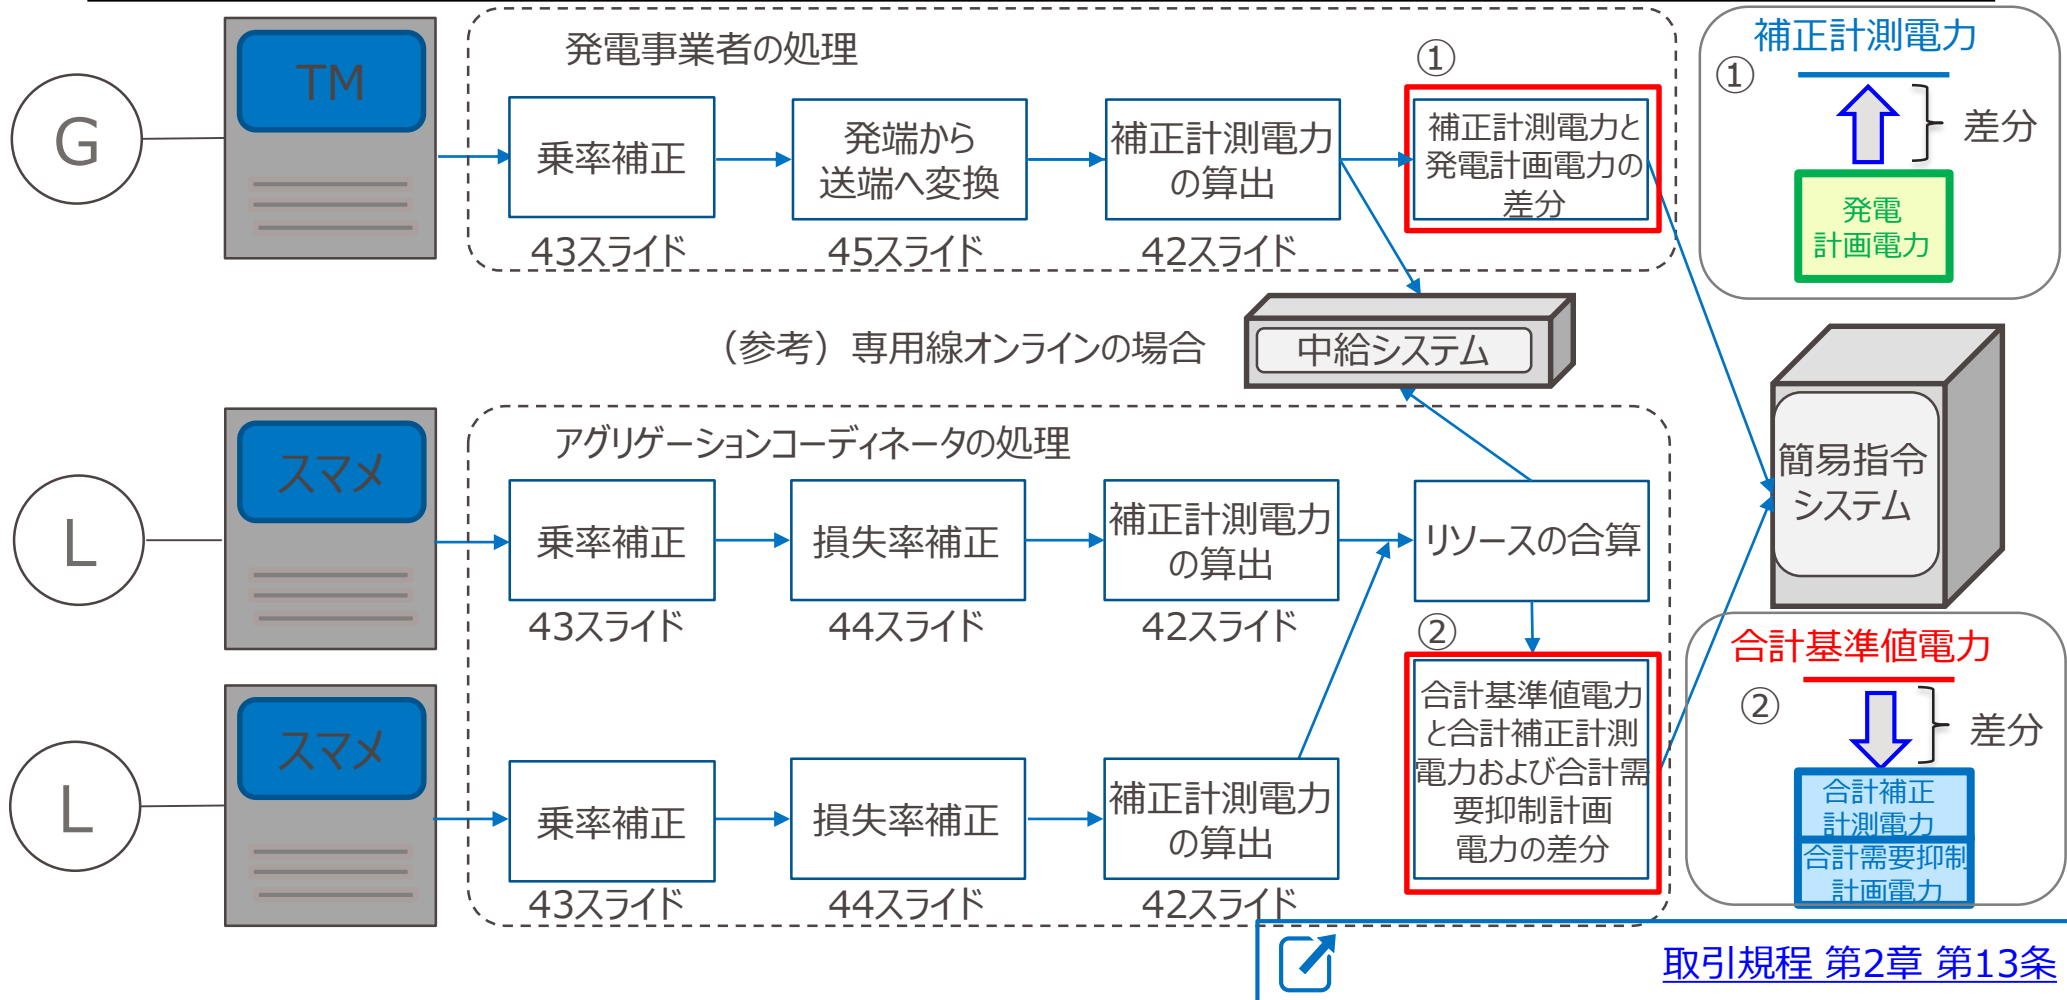 発電事業者の処理
G
TM
乗率補正
43スライド
発端から
送端へ変換
45スライド
補正計測電力
の算出
42スライド
①
補正計測電力と
発電計画電力の
差分
補正計測電力
①
差分
発電
計画電力
（参考）専用線オンラインの場合
中給システム
簡易指令
システム
アグリゲーションコーディネータの処理
L
スマメ
乗率補正
43スライド
損失率補正
44スライド
補正計測電力
の算出
42スライド
リソースの合算
②
合計基準値電力
と合計補正計測
電力および合計需
要抑制計画
電力の差分
L
スマメ
乗率補正
43スライド
損失率補正
44スライド
補正計測電力
の算出
42スライド
合計基準値電力
②
差分
合計補正
計測電力
合計需要抑制
計画電力
取引規程 第2章 第13条